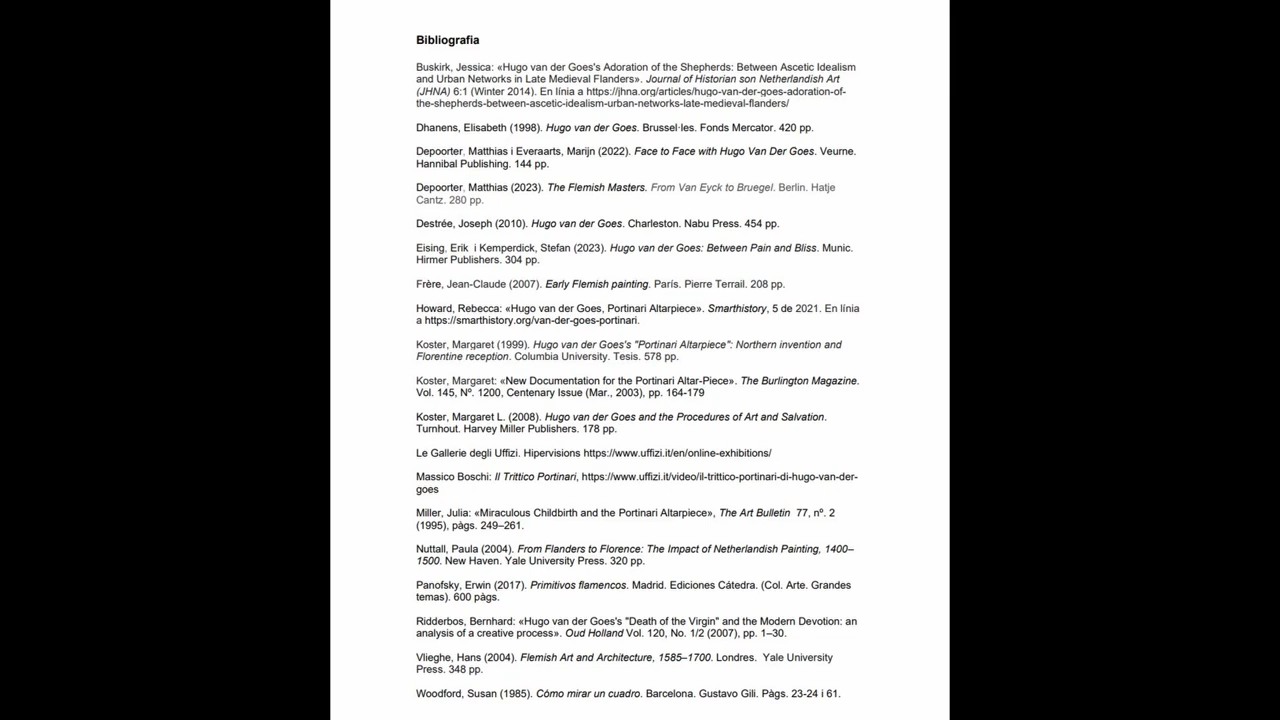 Bibliografia
Buskirk, Jessica: «Hugo van der Goes's Adoration of the Shepherds: Between Ascetic Idealism
and Urban Networks in Late Medieval Flanders». Journal of Historian son Netherlandish Art
(JHNA) 6:1 (Winter 2014). En línia a https://jhna.org/articles/hugo-van-der-goes-adoration-of-
the-shepherds-between-ascetic-idealism-urban-networks-late-medieval-flanders/
Dhanens, Elisabeth (1998). Hugo van der Goes. Brussel·les. Fonds Mercator. 420 pp.
Depoorter, Matthias i Everaarts, Marijn (2022). Face to Face with Hugo Van Der Goes. Veurne.
Hannibal Publishing. 144 pp.
Depoorter, Matthias (2023). The Flemish Masters. From Van Eyck to Bruegel. Berlin. Hatje
Cantz. 280 pp.
Destrée, Joseph (2010). Hugo van der Goes. Charleston. Nabu Press. 454 pp.
Eising, Erik i Kemperdick, Stefan (2023). Hugo van der Goes: Between Pain and Bliss. Munic.
Hirmer Publishers. 304 pp.
Frère, Jean-Claude (2007). Early Flemish painting. París. Pierre Terrail. 208 pp.
Howard, Rebecca: «Hugo van der Goes, Portinari Altarpiece». Smarthistory, 5 de 2021. En línia
a https://smarthistory.org/van-der-goes-portinari.
Koster, Margaret (1999). Hugo van der Goes's "Portinari Altarpiece": Northern invention and
Florentine reception. Columbia University. Tesis. 578 pp.
Koster, Margaret: «New Documentation for the Portinari Altar-Piece». The Burlington Magazine.
Vol. 145, Nº. 1200, Centenary Issue (Mar., 2003), pp. 164-179
Koster, Margaret L. (2008). Hugo van der Goes and the Procedures of Art and Salvation.
Turnhout. Harvey Miller Publishers. 178 pp.
Le Gallerie degli Uffizi. Hipervisions https://www.uffizi.it/en/online-exhibitions/
Massico Boschi: Il Trittico Portinari, https://www.uffizi.it/video/il-trittico-portinari-di-hugo-van-der-
goes
Miller, Julia: «Miraculous Childbirth and the Portinari Altarpiece», The Art Bulletin 77, nº. 2
(1995), pàgs. 249–261.
Nuttall, Paula (2004). From Flanders to Florence: The Impact of Netherlandish Painting, 1400–
1500. New Haven. Yale University Press. 320 pp.
Panofsky, Erwin (2017). Primitivos flamencos. Madrid. Ediciones Cátedra. (Col. Arte. Grandes
temas). 600 pàgs.
Ridderbos, Bernhard: «Hugo van der Goes's "Death of the Virgin" and the Modern Devotion: an
analysis of a creative process». Oud Holland Vol. 120, No. 1/2 (2007), pp. 1–30.
Vlieghe, Hans (2004). Flemish Art and Architecture, 1585–1700. Londres. Yale University
Press. 348 pp.
Woodford, Susan (1985). Cómo mirar un cuadro. Barcelona. Gustavo Gili. Pàgs. 23-24 i 61.